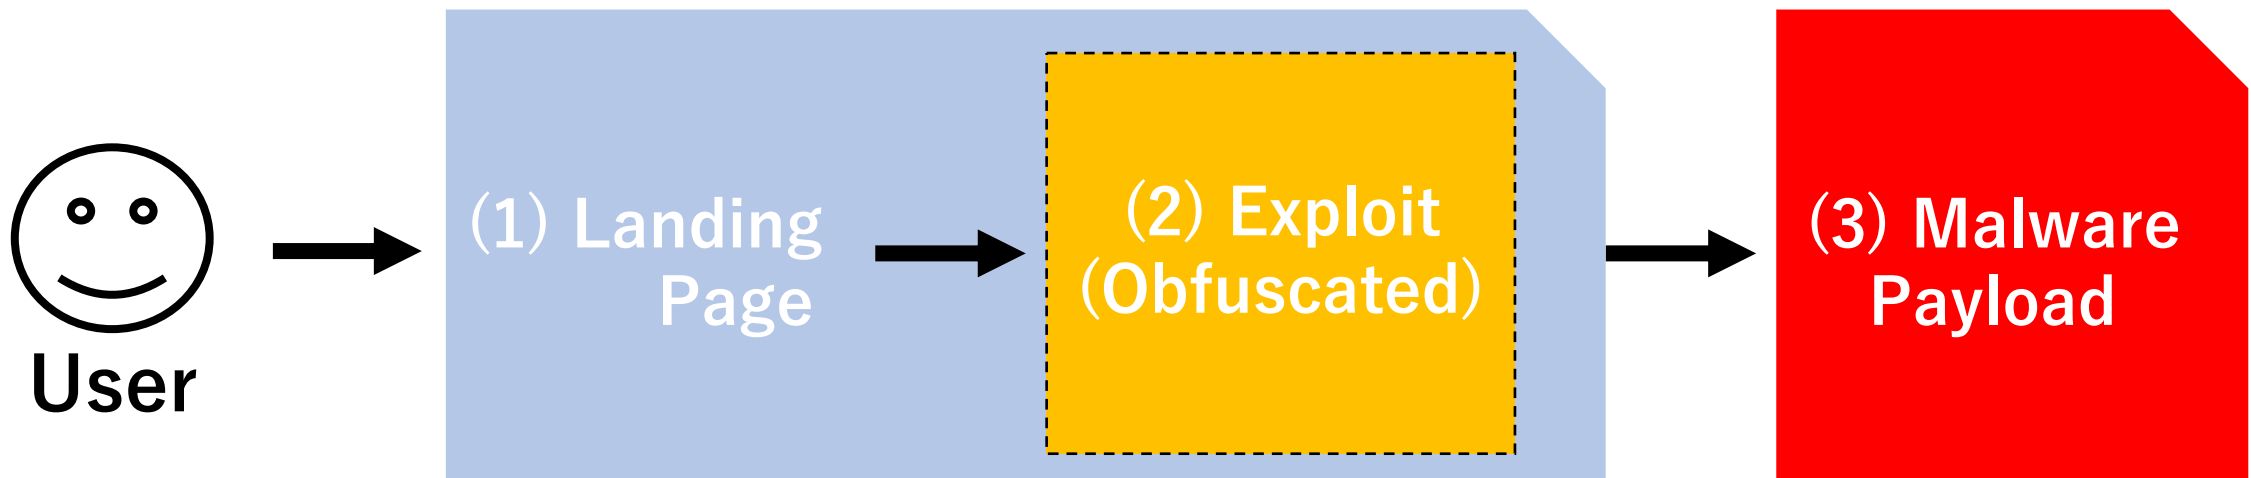 User
(1) Landing
Page
(2) Exploit
(Obfuscated)
(3) Malware
Payload